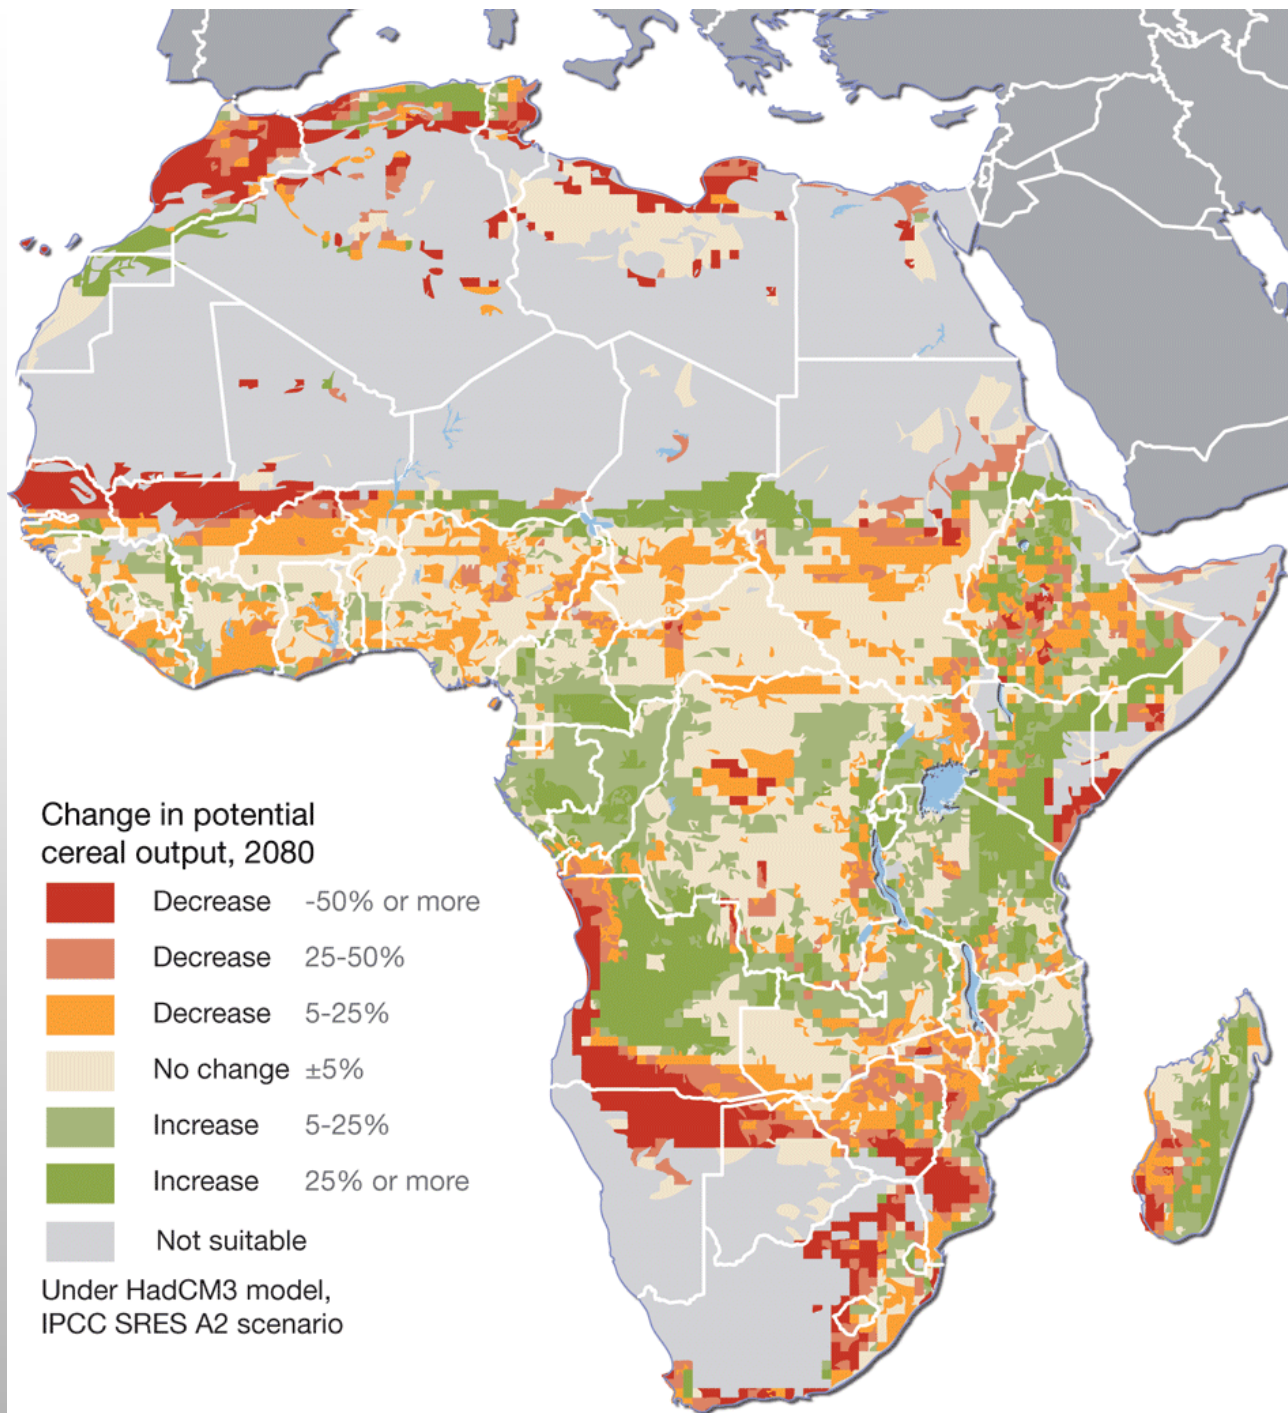 Change in potential
cereal output, 2080
Decrease -50% or more
Decrease 25-50%
Decrease 5-25%
No change ±5%
Increase 5-25%
Increase 25% or more
Not suitable
Under HadCM3 model,
IPCC SRES A2 scenario